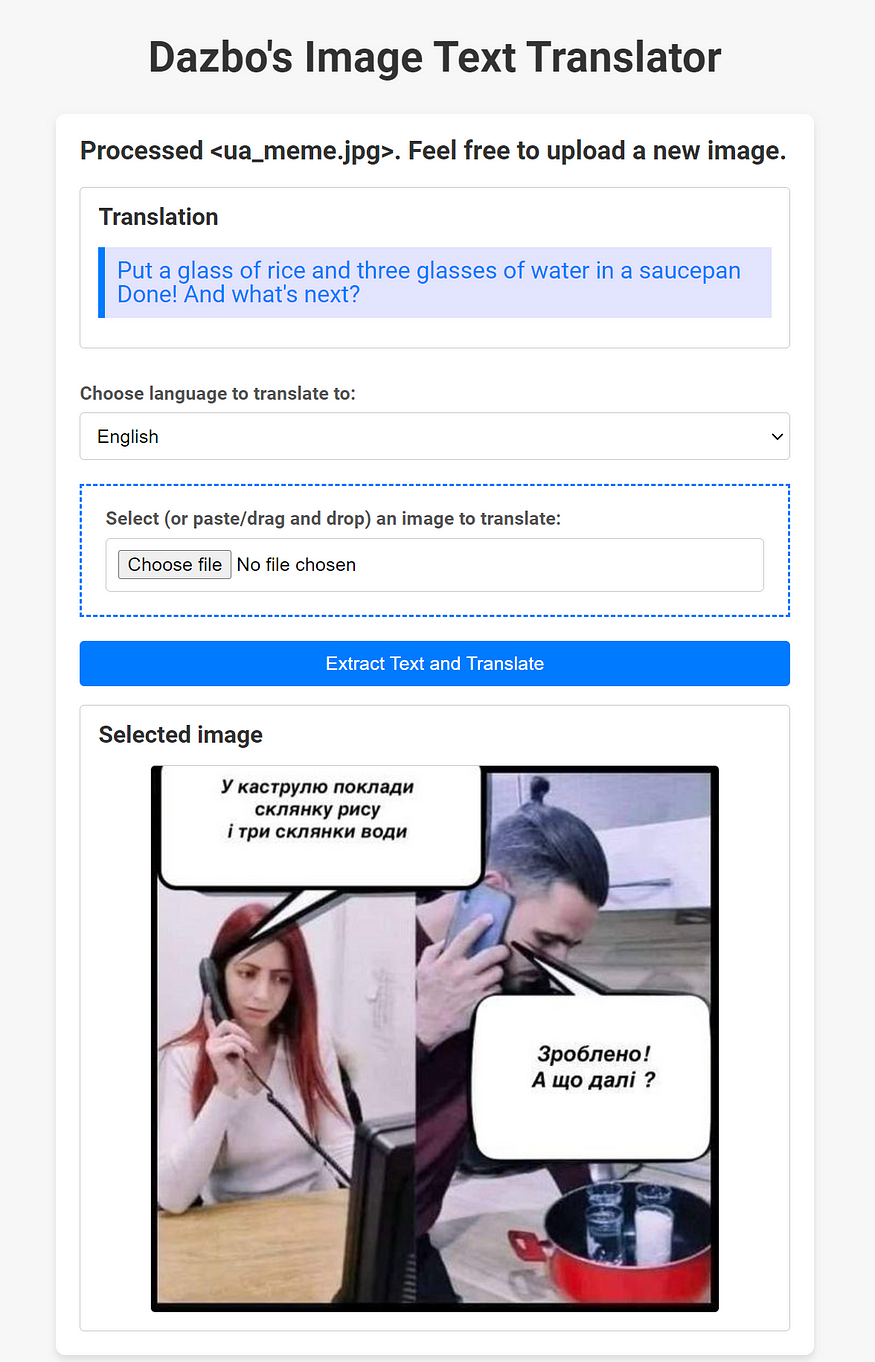 Dazbo's Image Text Translator
Processed <ua_meme.jpg>. Feel free to upload a new image.
Translation
Put a glass of rice and three glasses of water in a saucepan
Done! And what's next?
Choose language to translate to:
English
Select (or paste/drag and drop) an image to translate:
Choose file No file chosen
Extract Text and Translate
Selected image
У каструлю поклади
склянку рису
і три склянки води
Зроблено!
А що далі ?